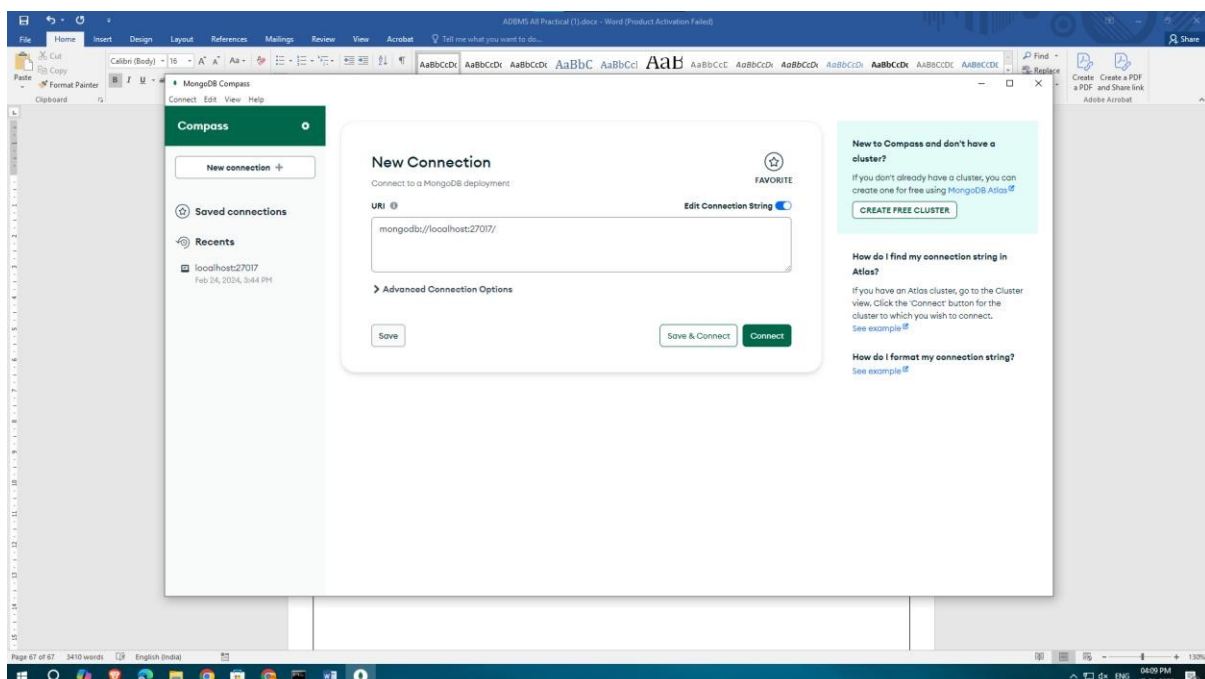 ADBMS All Practical (1).docx - Word (Product Activation Failed)
File Home Insert Design Layout References Mailings Review View Acrobat Tell me what you want to do... Share
Cut
Copy
Paste
Format Painter
Clipboard
Calibri (Body) 16 A A Aa
B I U
AaBbCcDc AaBbCcDc AaBbCcDc AaBbC AaBbCcI AaB AaBbCcE AaBbCcDc AaBbCcDc AaBbCcDc AaBbCcDc AABBCCDC AABBCCDC
Find
Replace
Create a PDF
Create a PDF and Share link
Adobe Acrobat
MongoDB Compass
Connect Edit View Help
Compass
New connection +
Saved connections
Recents
localhost:27017
Feb 24, 2024, 3:44 PM
New Connection
Connect to a MongoDB deployment
FAVORITE
URI
Edit Connection String
mongodb://localhost:27017/
Advanced Connection Options
Save
Save & Connect
Connect
New to Compass and don't have a
cluster?
If you don't already have a cluster, you can
create one for free using MongoDB Atlas
CREATE FREE CLUSTER
How do I find my connection string in
Atlas?
If you have an Atlas cluster, go to the Cluster
view. Click the 'Connect' button for the
cluster to which you wish to connect.
See example
How do I format my connection string?
See example
Page 67 of 67 3410 words English (India) 130%
ENG 04:09 PM